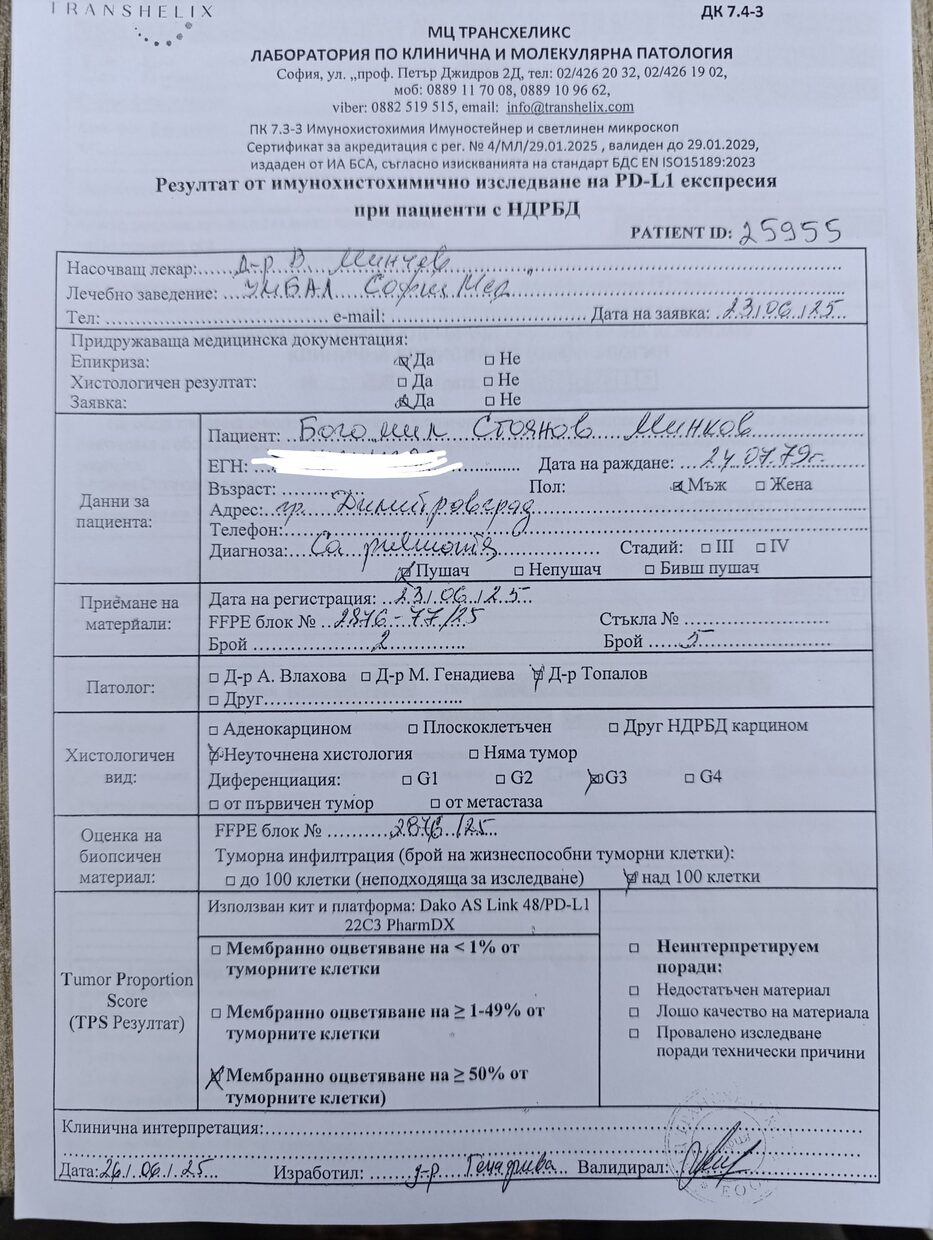 TRANSHELIX
ДК 7.4-3
МЦ ТРАНСХЕЛИКС
ЛАБОРАТОРИЯ ПО КЛИНИЧНА И МОЛЕКУЛЯРНА ПАТОЛОГИЯ
София, ул. „проф. Петър Джидров 2Д, тел: 02/426 20 32, 02/426 19 02,
моб: 0889 11 70 08, 0889 10 96 62,
viber: 0882 519 515, email: info@transhelix.com
ПК 7.3-3 Имунохистохимия Имуностейнер и светлинен микроскоп
Сертификат за акредитация с рег. № 4/МЛ/29.01.2025 , валиден до 29.01.2029,
издаден от ИА БСА, съгласно изискванията на стандарт БДС EN ISO15189:2023
Резултат от имунохистохимично изследване на PD-L1 експресия
при пациенти с НДРБД
PATIENT ID: 25955
Насочващ лекар: Д-р В. Минчев
Лечебно заведение: УМБАЛ Софиямед
Тел: e-mail: Дата на заявка: 23.06.25
Придружаваща медицинска документация:
Епикриза: Да □ Не
Хистологичен резултат: □ Да □ Не
Заявка: Да □ Не
Данни за пациента:
Пациент: Богомил Стоянов Минков
ЕГН: Дата на раждане: 24.07.79г.
Възраст: Пол: Мъж □ Жена
Адрес: гр. Димитровград
Телефон:
Диагноза: Ca pulmonis Стадий: □ III □ IV
Пушач □ Непушач □ Бивш пушач
Приемане на материали:
Дата на регистрация: 23.06.25
FFPE блок № 2876-77/25 Стъкла №
Брой 2 Брой 5
Патолог:
□ Д-р А. Влахова □ Д-р М. Генадиева Д-р Топалов
□ Друг
Хистологичен вид:
□ Аденокарцином □ Плоскоклетъчен □ Друг НДРБД карцином
Неуточнена хистология □ Няма тумор
Диференциация: □ G1 □ G2 G3 □ G4
□ от първичен тумор □ от метастаза
Оценка на биопсичен материал:
FFPE блок № 2876/25
Туморна инфилтрация (брой на жизнеспособни туморни клетки):
□ до 100 клетки (неподходяща за изследване) над 100 клетки
Tumor Proportion Score (TPS Резултат)
Използван кит и платформа: Dako AS Link 48/PD-L1
22C3 PharmDX
□ Мембранно оцветяване на < 1% от
туморните клетки
□ Мембранно оцветяване на ≥ 1-49% от
туморните клетки
Мембранно оцветяване на ≥ 50% от
туморните клетки)
□ Неинтерпретируем
поради:
□ Недостатъчен материал
□ Лошо качество на материала
□ Провалено изследване
поради технически причини
Клинична интерпретация:
Дата: 26.06.25 Изработил: д-р Генадиева Валидирал: